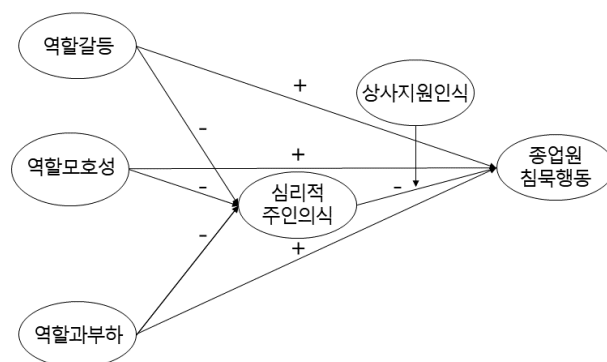 역할갈등
+
상사지원인식
-
역할모호성
+
종업원
침묵행동
-
심리적
주인의식
-
-
+
역할과부하